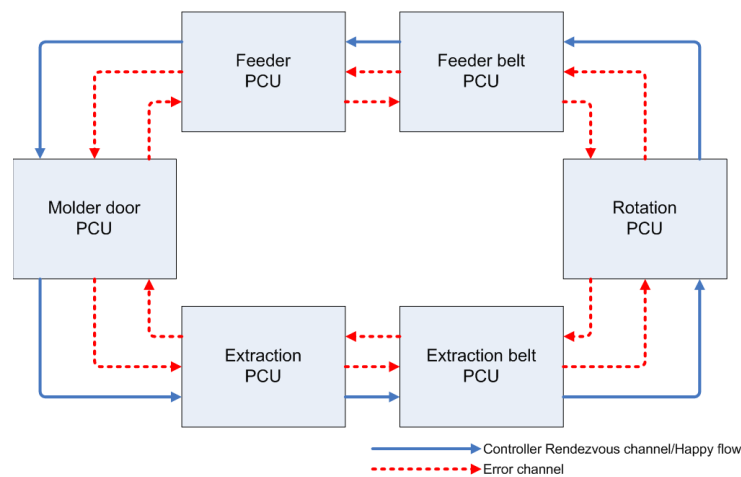 Feeder
PCU
Feeder belt
PCU
Molder door
PCU
Rotation
PCU
Extraction
PCU
Extraction belt
PCU
Controller Rendezvous channel/Happy flow
Error channel